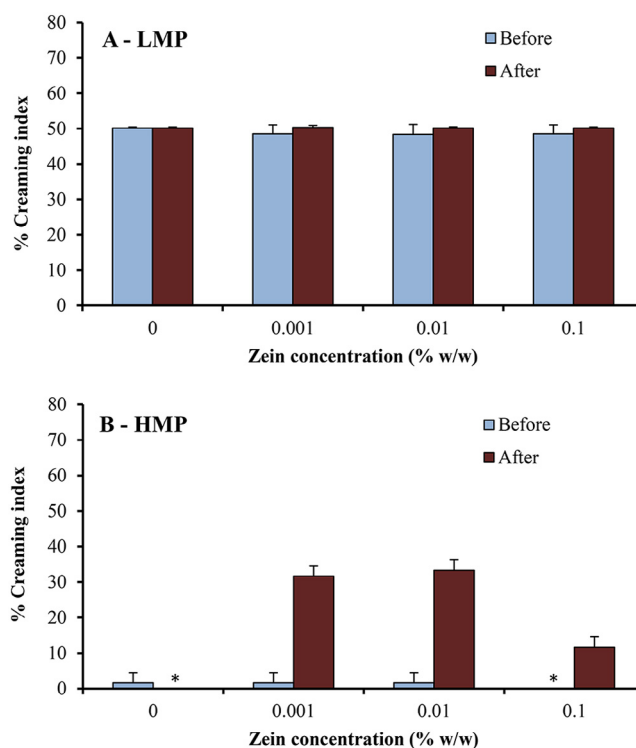 80
A - LMP
Before
70
After
60
50
40
30
20
10
0
% Creaming index
0 0.001 0.01 0.1
Zein concentration (% w/w)
80
B - HMP
Before
70
After
60
50
40
30
20
10
0
% Creaming index
* *
0 0.001 0.01 0.1
Zein concentration (% w/w)